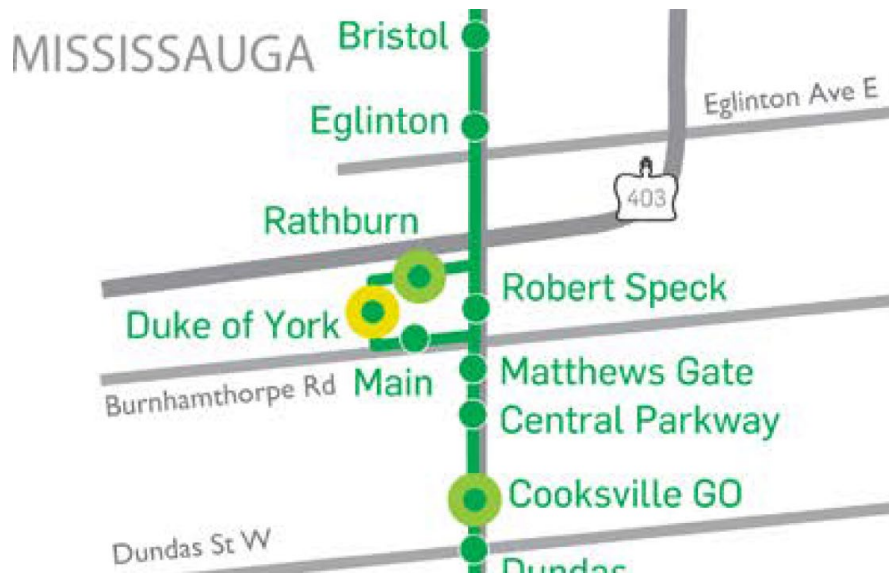 MISSISSAUGA
Bristol
Eglinton Ave E
Eglinton
403
Rathburn
Robert Speck
Duke of York
Main
Matthews Gate
Burnhamthorpe Rd
Central Parkway
Cooksville GO
Dundas St W
Dundas